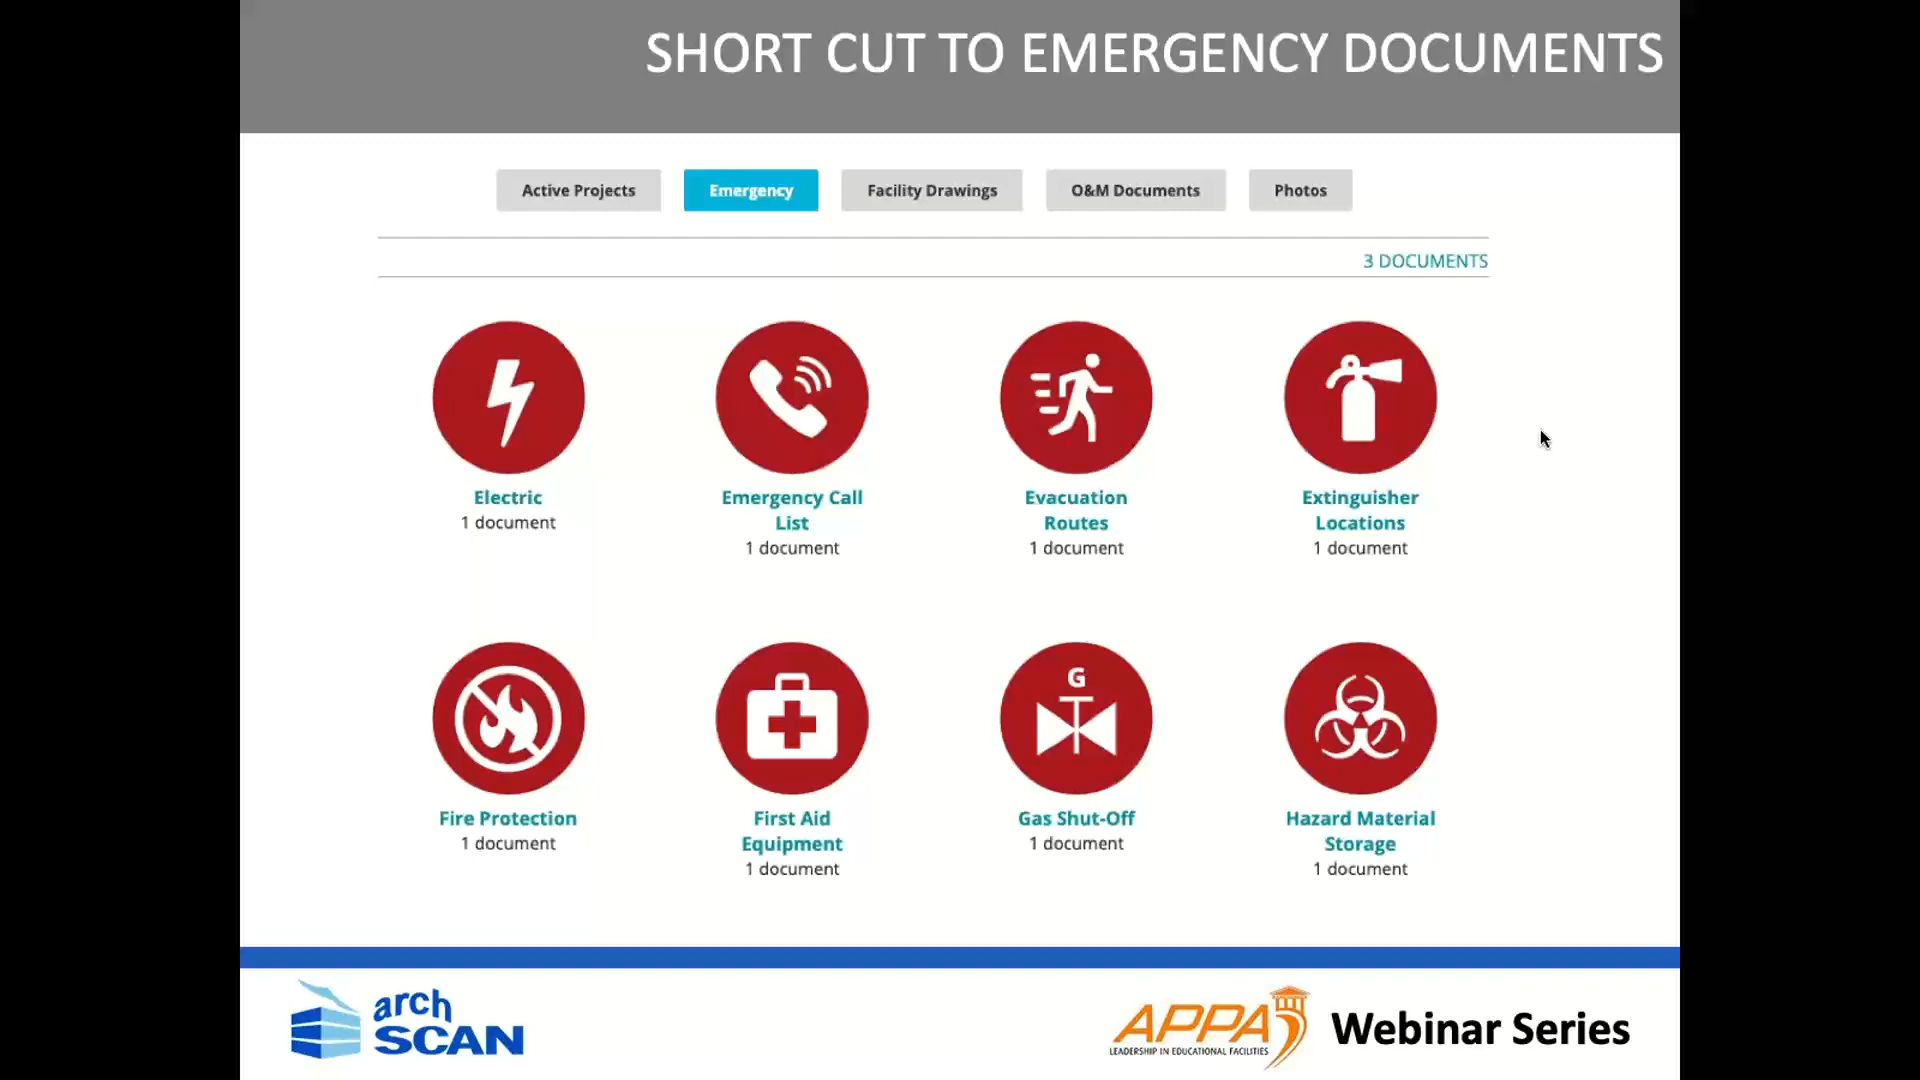 SHORT CUT TO EMERGENCY DOCUMENTS
Active Projects
Emergency
Facility Drawings
O&M Documents
Photos
3 DOCUMENTS
Electric
1 document
Emergency Call
List
1 document
Evacuation
Routes
1 document
Extinguisher
Locations
1 document
Fire Protection
1 document
First Aid
Equipment
1 document
G
Gas Shut-Off
1 document
Hazard Material
Storage
1 document
arch
SCAN
APPA
LEADERSHIP IN EDUCATIONAL FACILITIES
Webinar Series